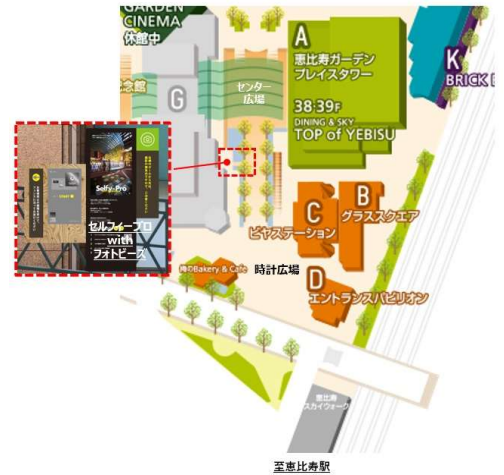 GARDEN
CINEMA
休館中
A
恵比寿ガーデン
プレイスタワー
38・39F
DINING & SKY
TOP of YEBISU
K
BRICK
念館
G
センター
広場
Selfy Pro
セルフィープロ
with
フォトビーズ
B
グラススクエア
C
ビヤステーション
Bakery & Cafe
時計広場
D
エントランスパビリオン
恵比寿
スカイウォーク
至恵比寿駅